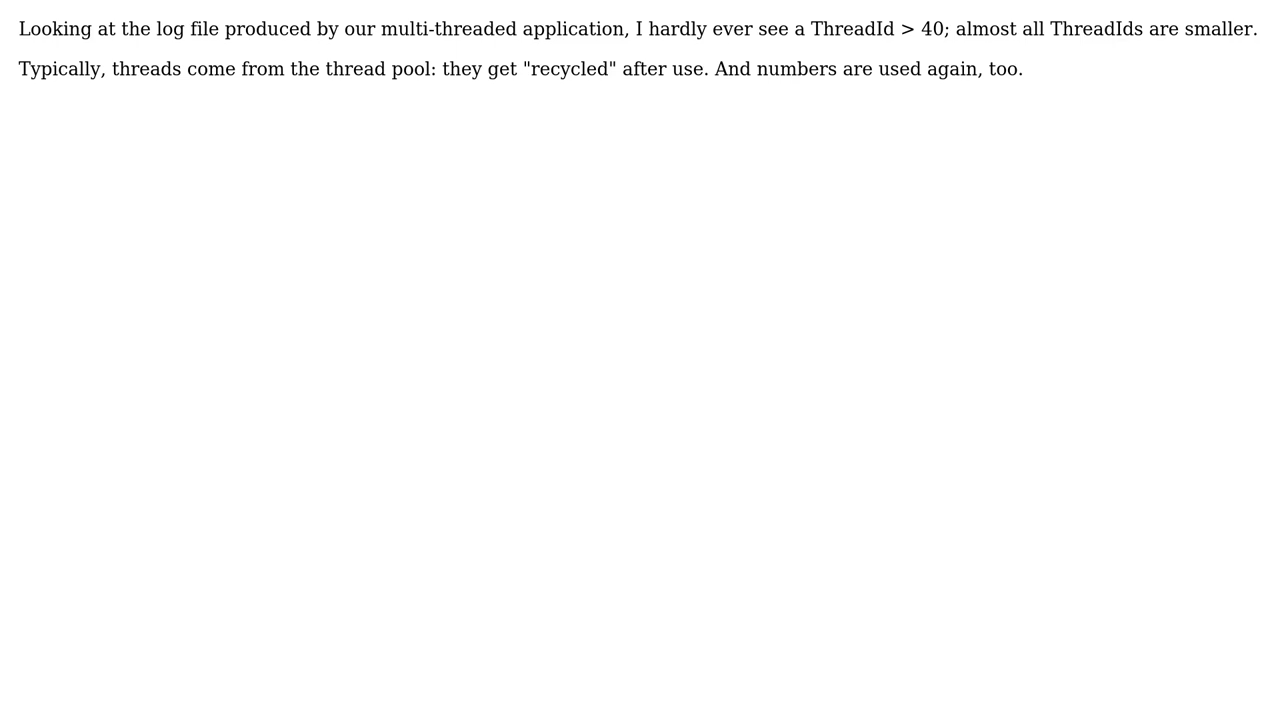 Looking at the log file produced by our multi-threaded application, I hardly ever see a ThreadId > 40; almost all ThreadIds are smaller.
Typically, threads come from the thread pool: they get "recycled" after use. And numbers are used again, too.